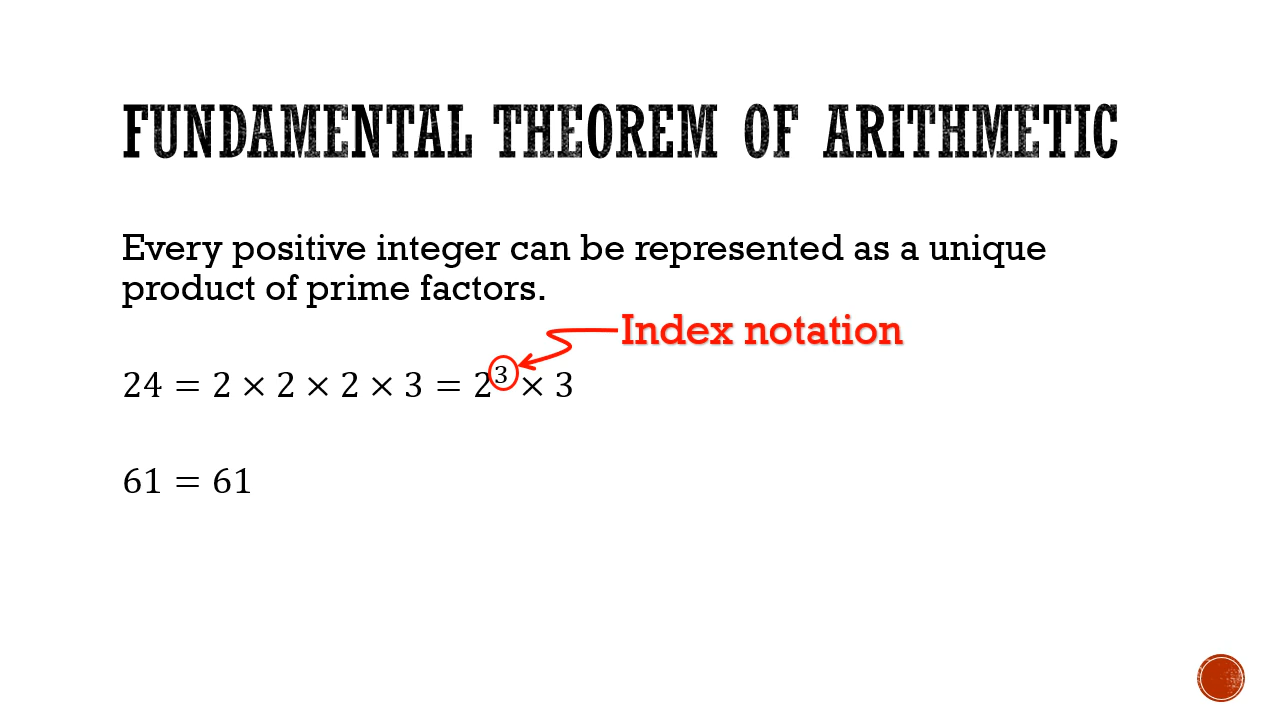 FUNDAMENTAL THEOREM OF ARITHMETIC
Every positive integer can be represented as a unique
product of prime factors.
Index notation
24 = 2 × 2 × 2 × 3 = 2³ × 3
61 = 61